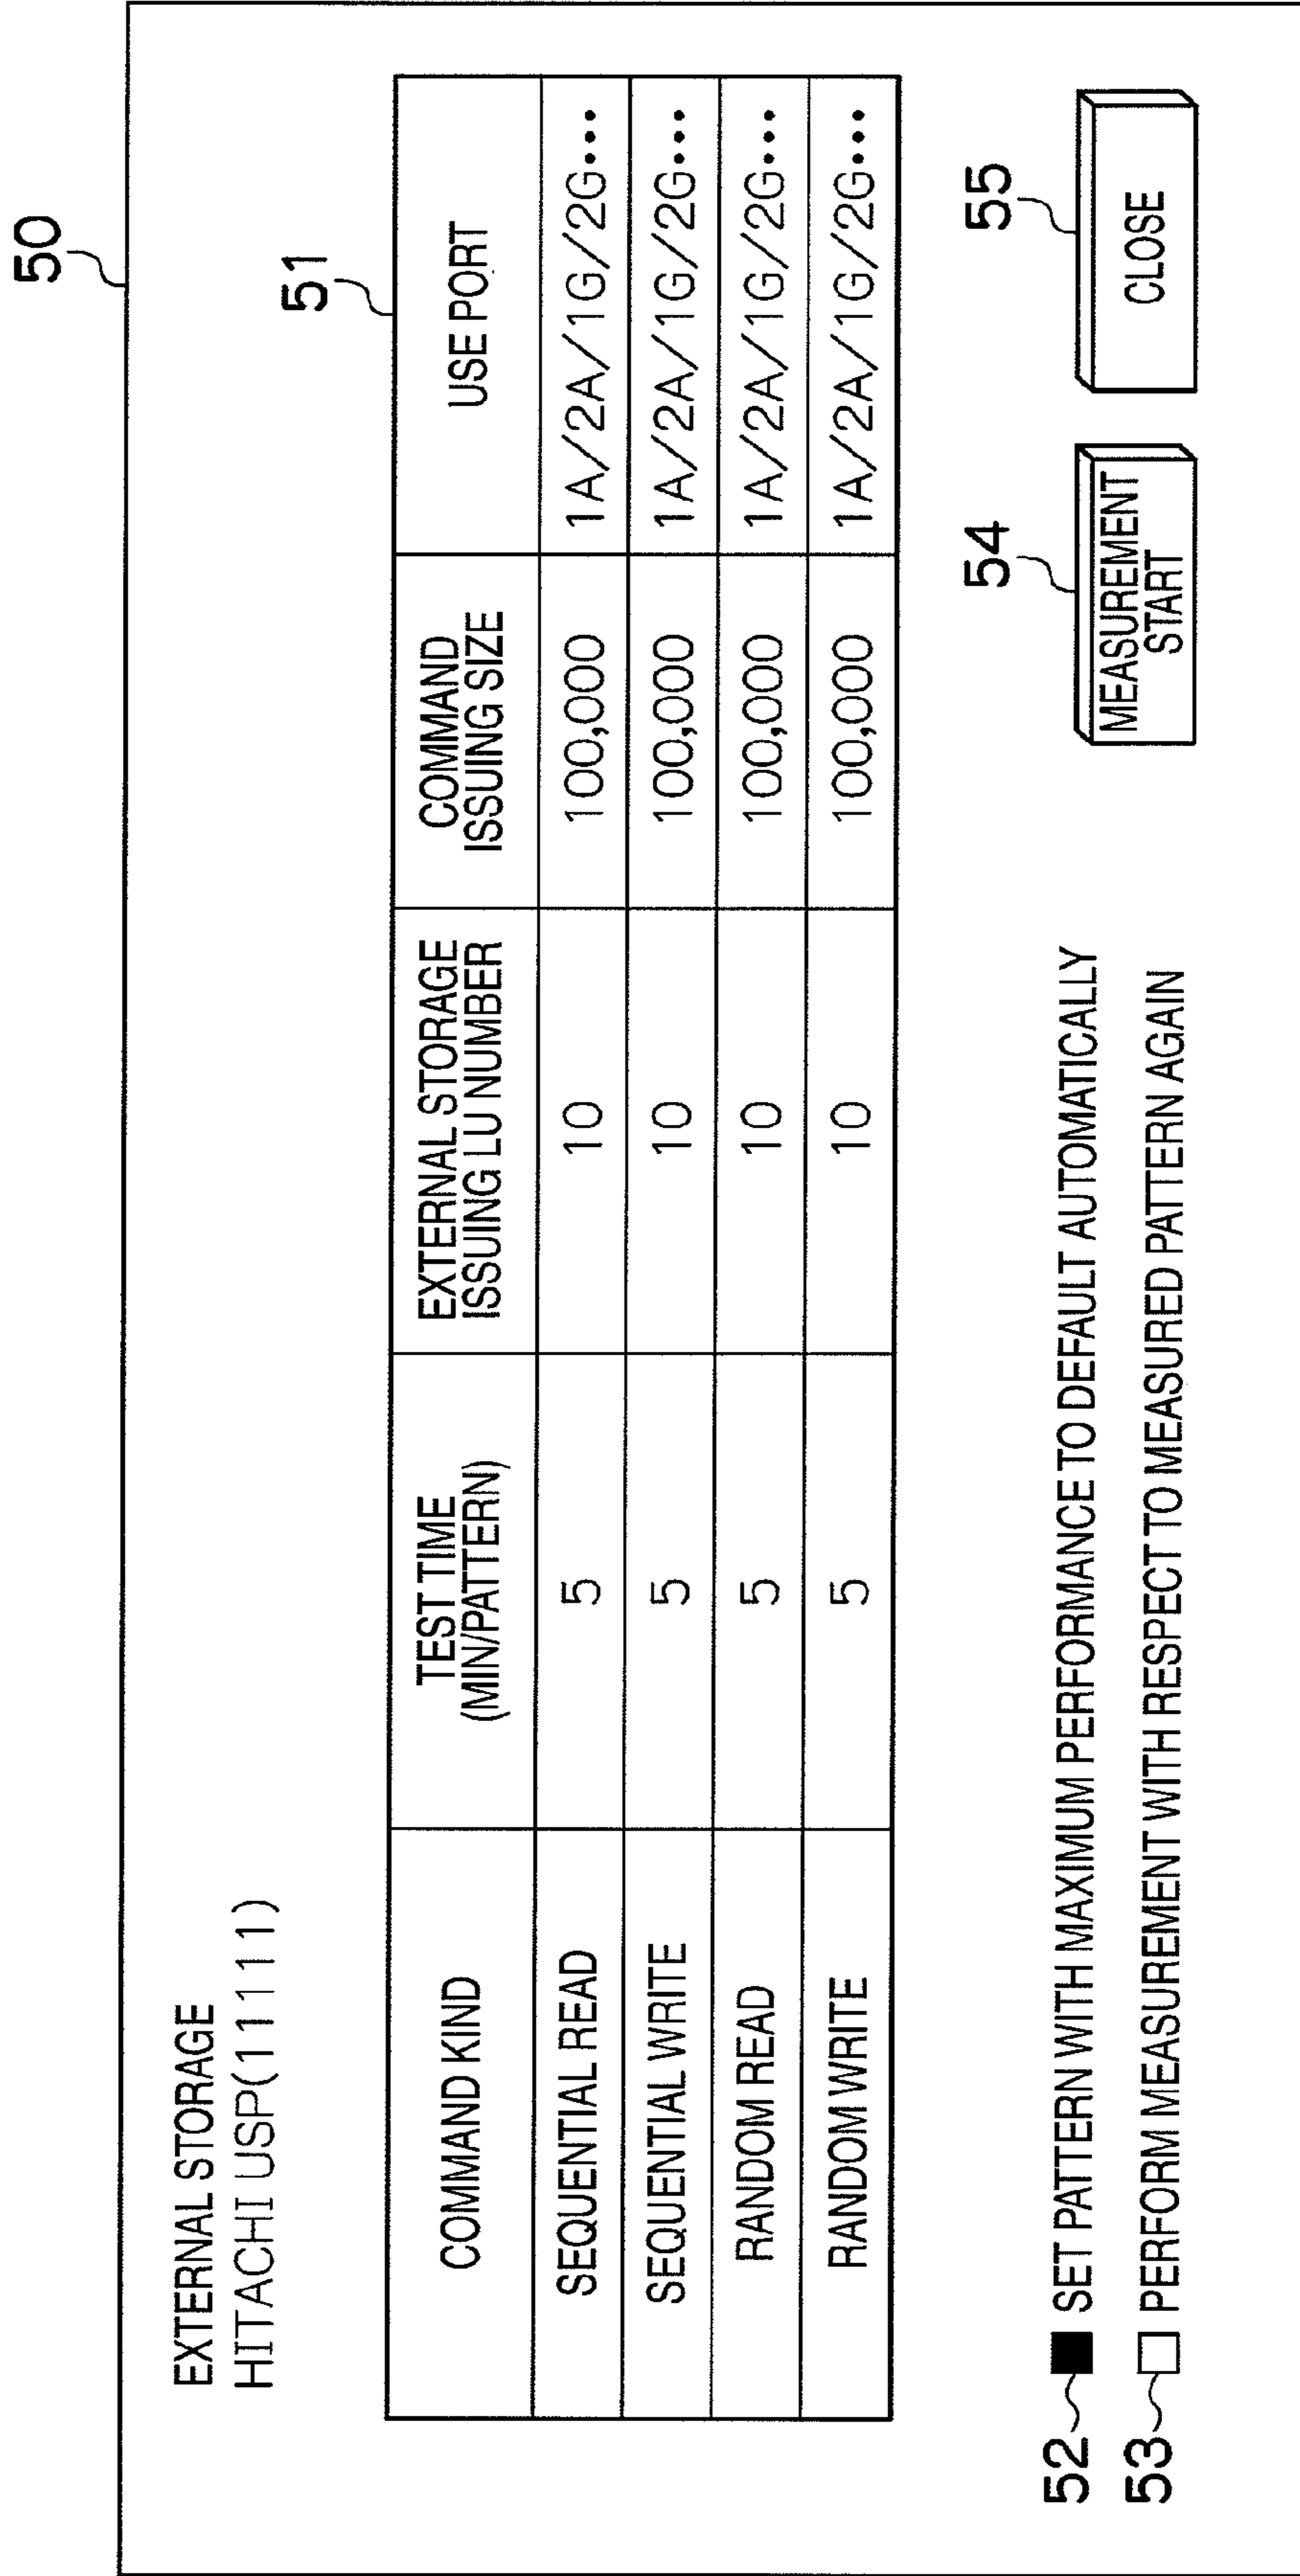 50
EXTERNAL STORAGE
HITACHI USP(11111)
51
COMMAND KIND
TEST TIME
(MIN/PATTERN)
EXTERNAL STORAGE
ISSUING LU NUMBER
COMMAND
ISSUING SIZE
USE PORT
SEQUENTIAL READ 5 10 100,000 1A/2A/1G/2G•••
SEQUENTIAL WRITE 5 10 100,000 1A/2A/1G/2G•••
RANDOM READ 5 10 100,000 1A/2A/1G/2G•••
RANDOM WRITE 5 10 100,000 1A/2A/1G/2G•••
52 SET PATTERN WITH MAXIMUM PERFORMANCE TO DEFAULT AUTOMATICALLY
53 PERFORM MEASUREMENT WITH RESPECT TO MEASURED PATTERN AGAIN
54
MEASUREMENT
START
55
CLOSE